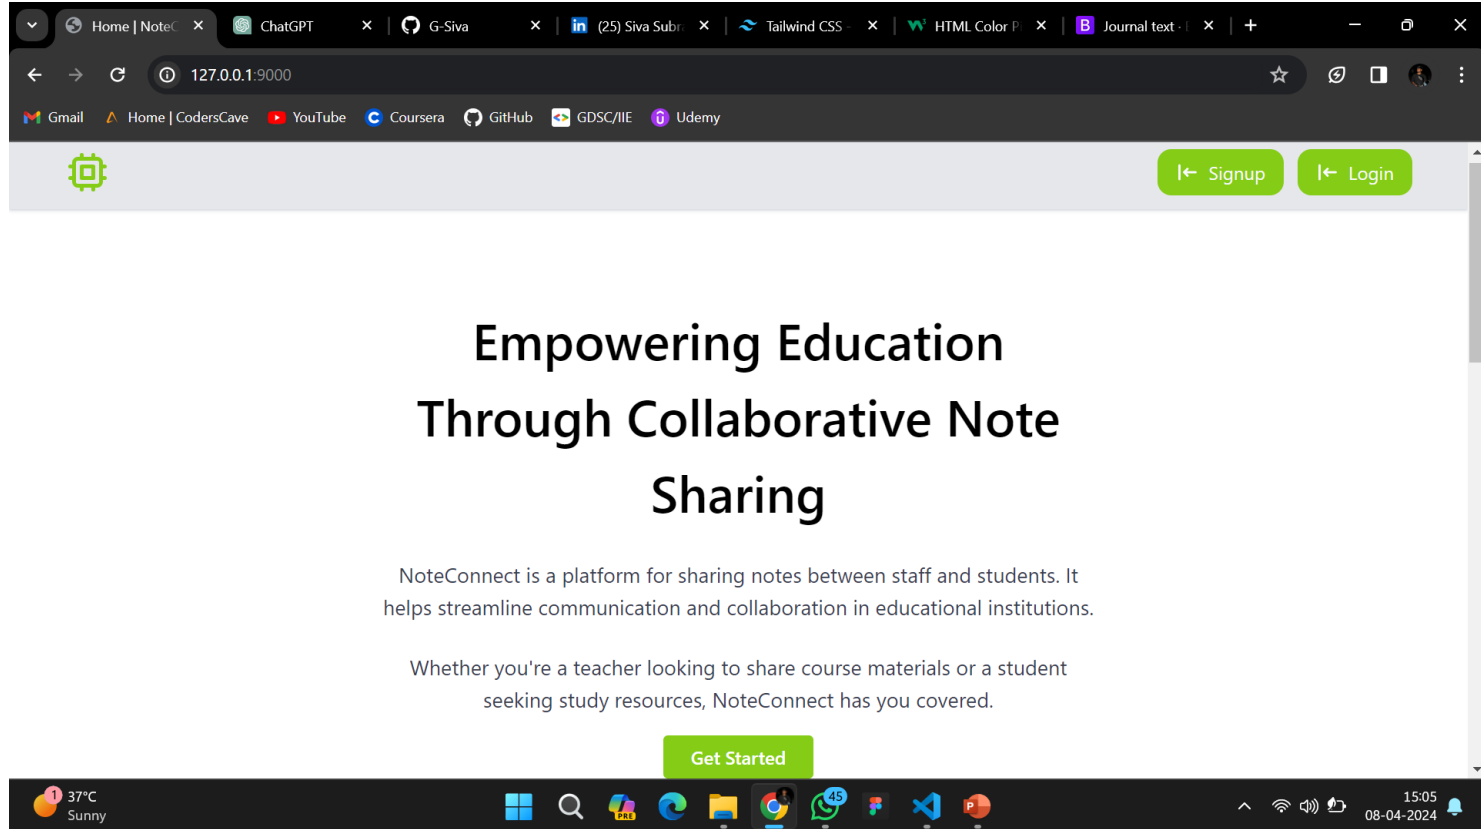 Home | NoteC
ChatGPT
G-Siva
in (25) Siva Subra
Tailwind CSS -
HTML Color P
B Journal text · 
127.0.0.1:9000
Gmail
Home | CodersCave
YouTube
Coursera
GitHub
GDSC/IIE
Udemy
Signup
Login
Empowering Education
Through Collaborative Note
Sharing
NoteConnect is a platform for sharing notes between staff and students. It
helps streamline communication and collaboration in educational institutions.
Whether you're a teacher looking to share course materials or a student
seeking study resources, NoteConnect has you covered.
Get Started
1
37°C
Sunny
PRE
45
P
15:05
08-04-2024